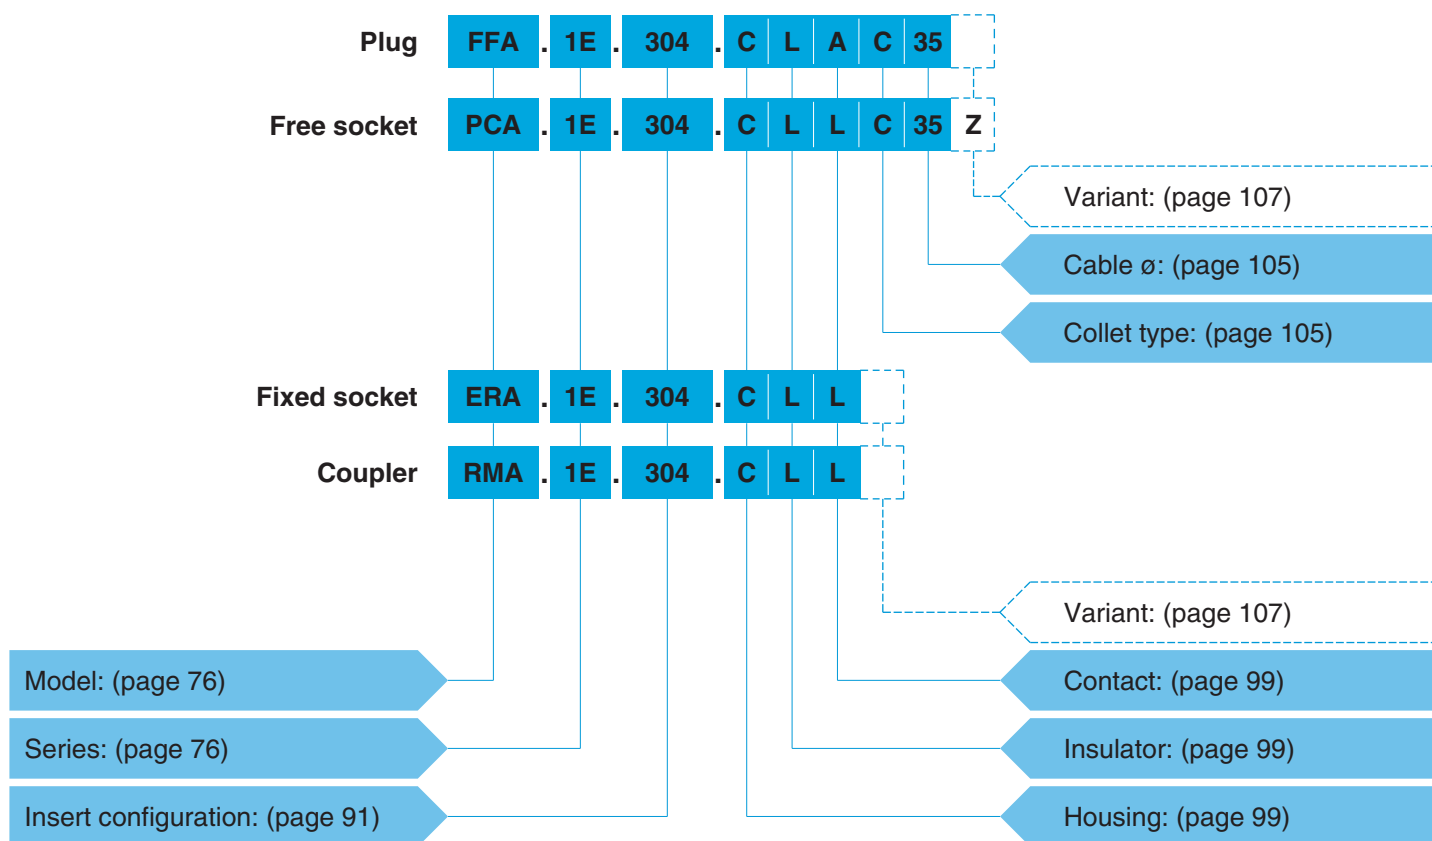 Plug FFA . 1E . 304 . C L A C 35
Free socket PCA . 1E . 304 . C L L C 35 Z
Variant: (page 107)
Cable ø: (page 105)
Collet type: (page 105)
Fixed socket ERA . 1E . 304 . C L L
Coupler RMA . 1E . 304 . C L L
Variant: (page 107)
Model: (page 76)
Contact: (page 99)
Series: (page 76)
Insulator: (page 99)
Insert configuration: (page 91)
Housing: (page 99)